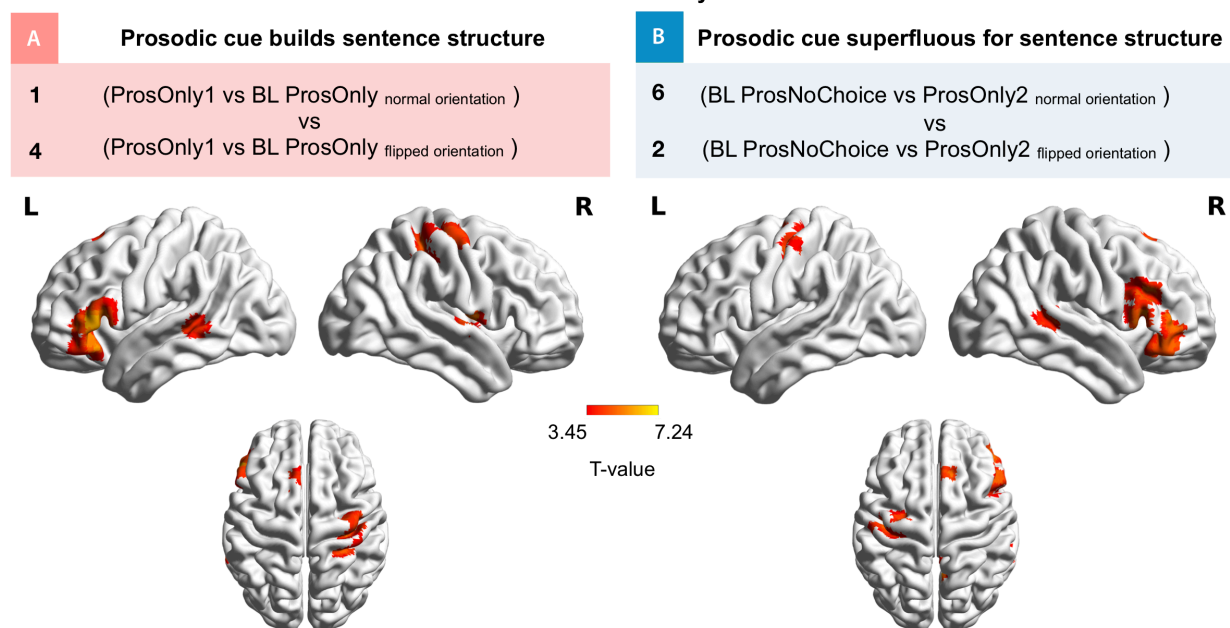 A Prosodic cue builds sentence structure
1 (ProsOnly1 vs BL ProsOnly normal orientation )
vs
4 (ProsOnly1 vs BL ProsOnly flipped orientation )
B Prosodic cue superfluous for sentence structure
6 (BL ProsNoChoice vs ProsOnly2 normal orientation )
vs
2 (BL ProsNoChoice vs ProsOnly2 flipped orientation )
L R
L R
3.45 7.24
T-value